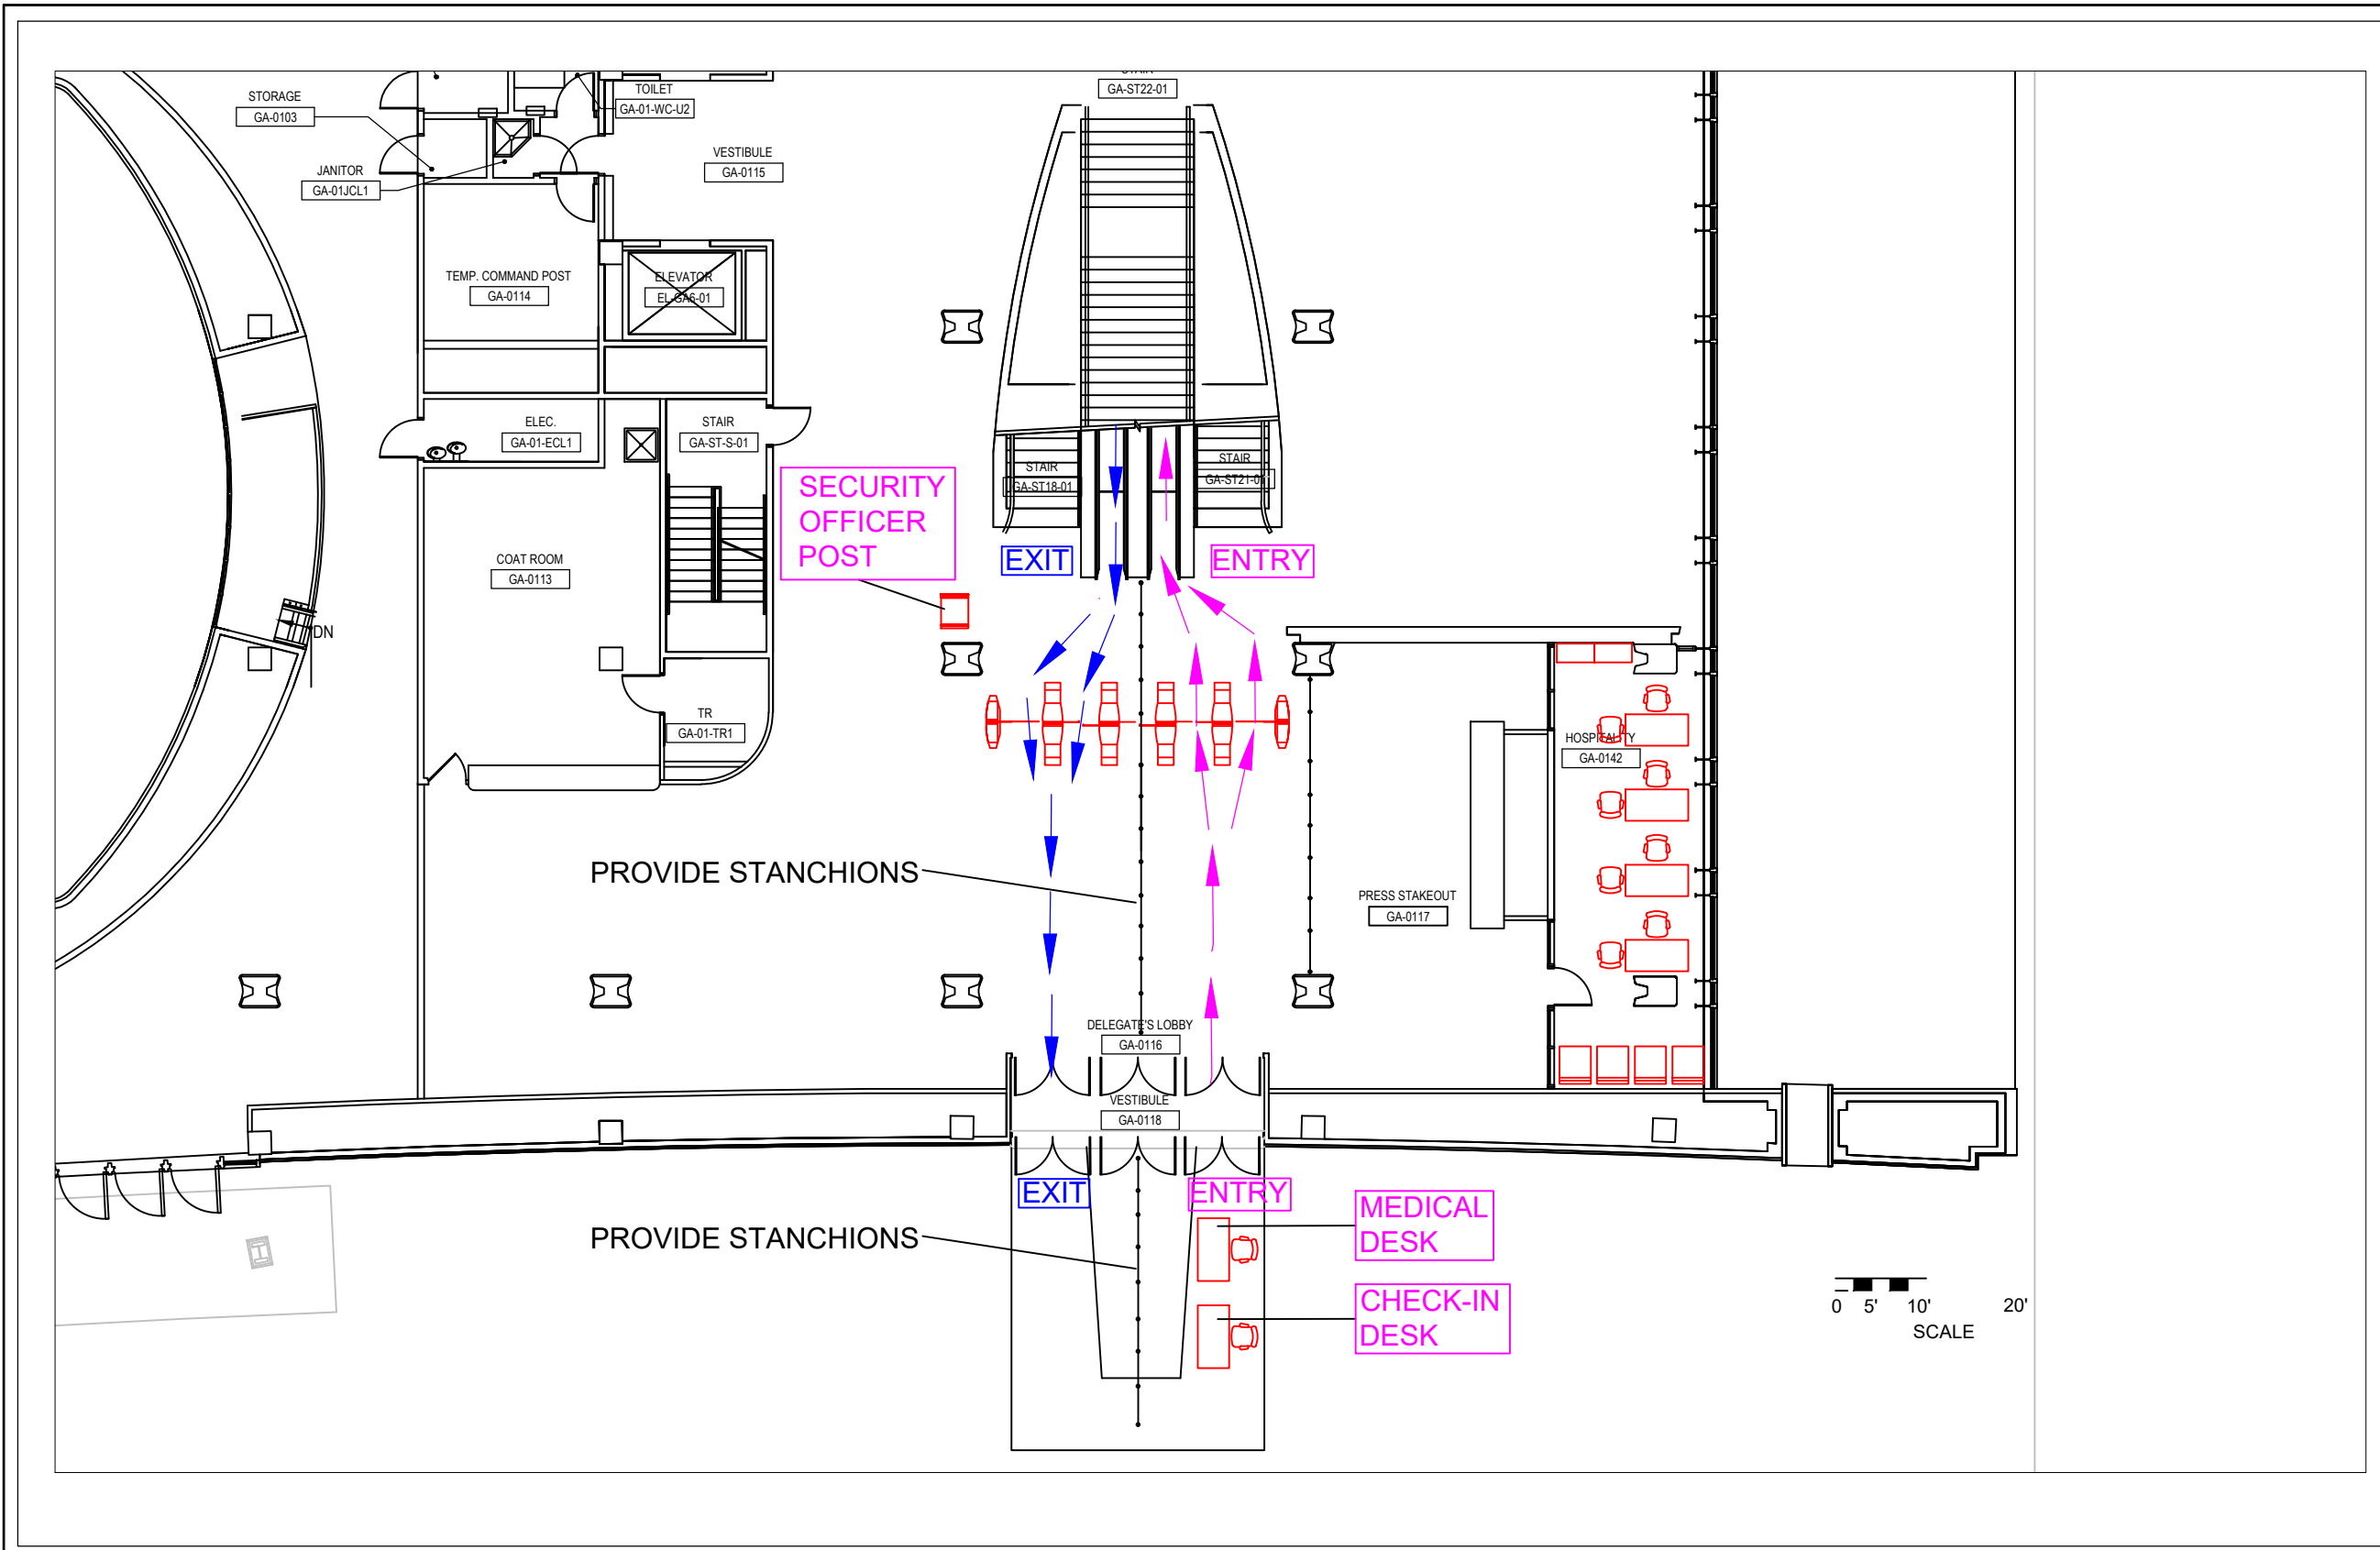 STAIR
GA-ST22-01
STORAGE
GA-0103
TOILET
GA-01-WC-U2
JANITOR
GA-01JCL1
VESTIBULE
GA-0115
TEMP. COMMAND POST
GA-0114
ELEVATOR
EL-GA6-01
ELEC.
GA-01-ECL1
STAIR
GA-ST-S-01
STAIR
GA-ST18-01
STAIR
SECURITY
OFFICER
POST
EXIT
ENTRY
COAT ROOM
GA-0113
DN
TR
GA-01-TR1
HOSPITALITY
GA-0142
PROVIDE STANCHIONS
PRESS STAKEOUT
GA-0117
DELEGATE'S LOBBY
GA-0116
VESTIBULE
GA-0118
EXIT
ENTRY
MEDICAL
DESK
PROVIDE STANCHIONS
CHECK-IN
DESK
0 5' 10' 20'
SCALE